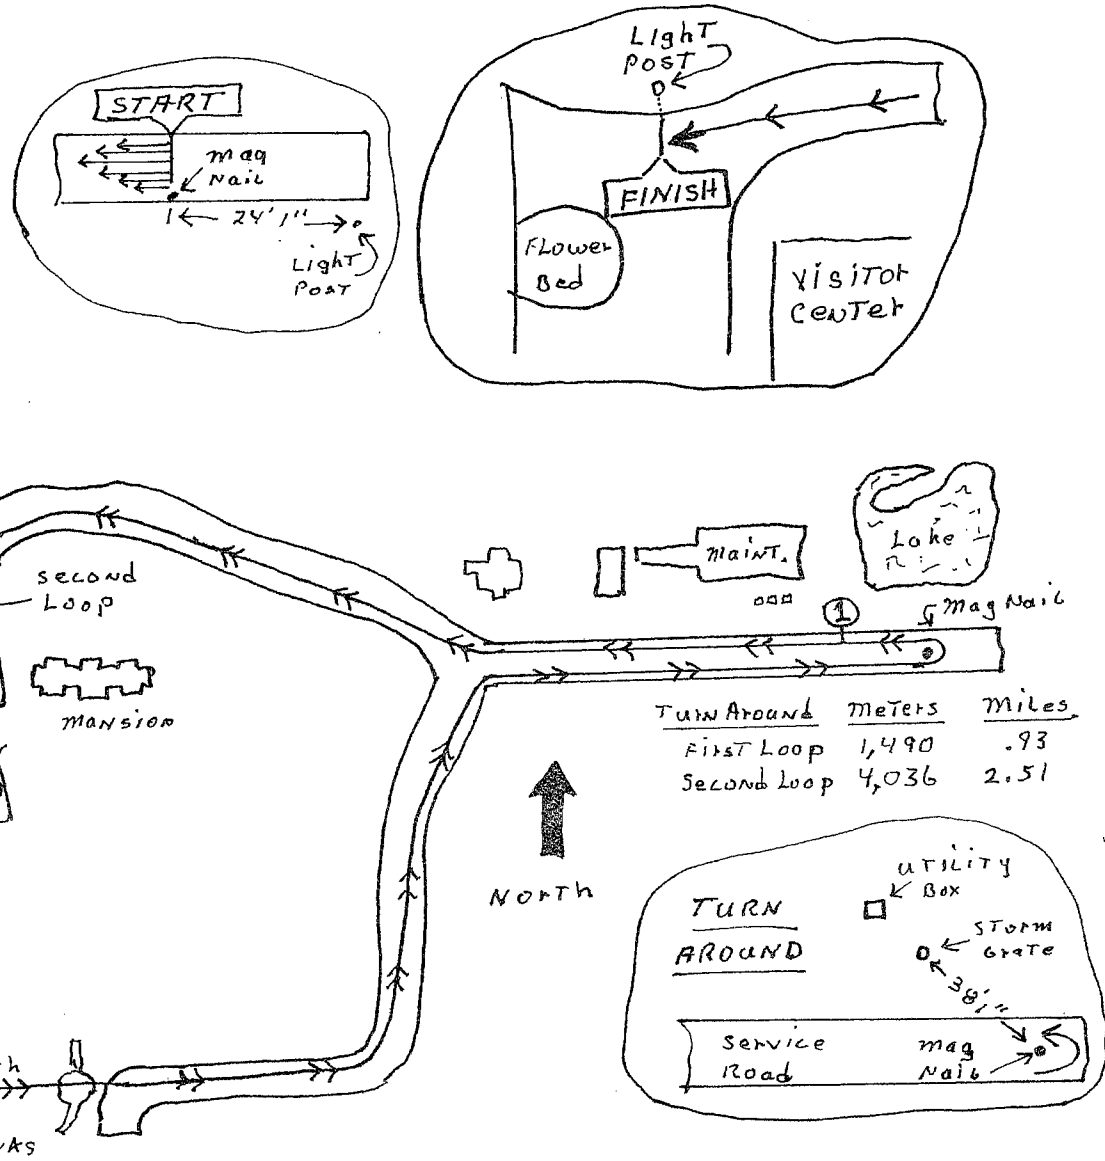 START
mag
Nail
24' 1"
Light
Post
Light
Post
FINISH
Flower
Bed
Visitor
Center
Second
Loop
Mansion
Maint.
Lake
1
Mag Nail
Turn Around Meters Miles
First Loop 1,490 .93
Second Loop 4,036 2.51
North
TURN
AROUND
UTILITY
Box
Storm
Grate
38' 1"
Service
Road
mag
Nail